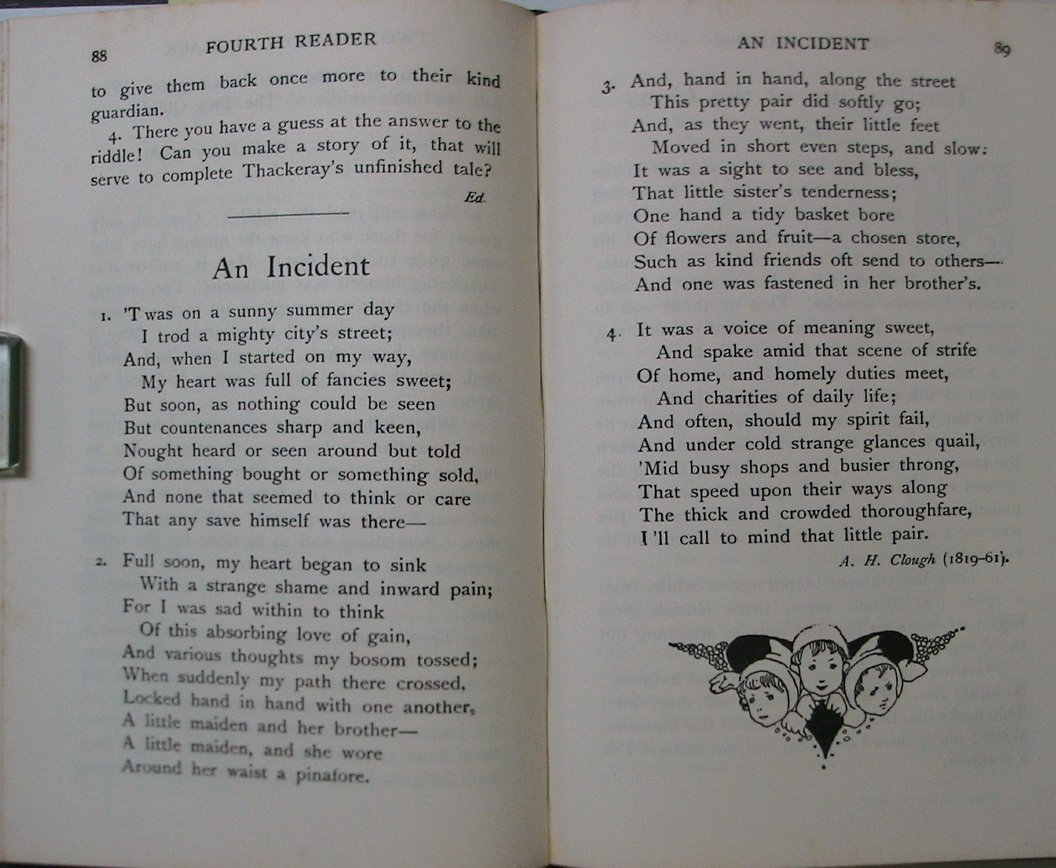 88
FOURTH READER
to give them back once more to their kind
guardian.
4. There you have a guess at the answer to the
riddle! Can you make a story of it, that will
serve to complete Thackeray's unfinished tale?
Ed.
An Incident
1. 'T was on a sunny summer day
I trod a mighty city's street;
And, when I started on my way,
My heart was full of fancies sweet;
But soon, as nothing could be seen
But countenances sharp and keen,
Nought heard or seen around but told
Of something bought or something sold,
And none that seemed to think or care
That any save himself was there—
2. Full soon, my heart began to sink
With a strange shame and inward pain;
For I was sad within to think
Of this absorbing love of gain,
And various thoughts my bosom tossed;
When suddenly my path there crossed,
Locked hand in hand with one another,
A little maiden and her brother—
A little maiden, and she wore
Around her waist a pinafore.
AN INCIDENT
89
3. And, hand in hand, along the street
This pretty pair did softly go;
And, as they went, their little feet
Moved in short even steps, and slow:
It was a sight to see and bless,
That little sister's tenderness;
One hand a tidy basket bore
Of flowers and fruit—a chosen store,
Such as kind friends oft send to others—
And one was fastened in her brother's.
4. It was a voice of meaning sweet,
And spake amid that scene of strife
Of home, and homely duties meet,
And charities of daily life;
And often, should my spirit fail,
And under cold strange glances quail,
'Mid busy shops and busier throng,
That speed upon their ways along
The thick and crowded thoroughfare,
I 'll call to mind that little pair.
A. H. Clough (1819-61).